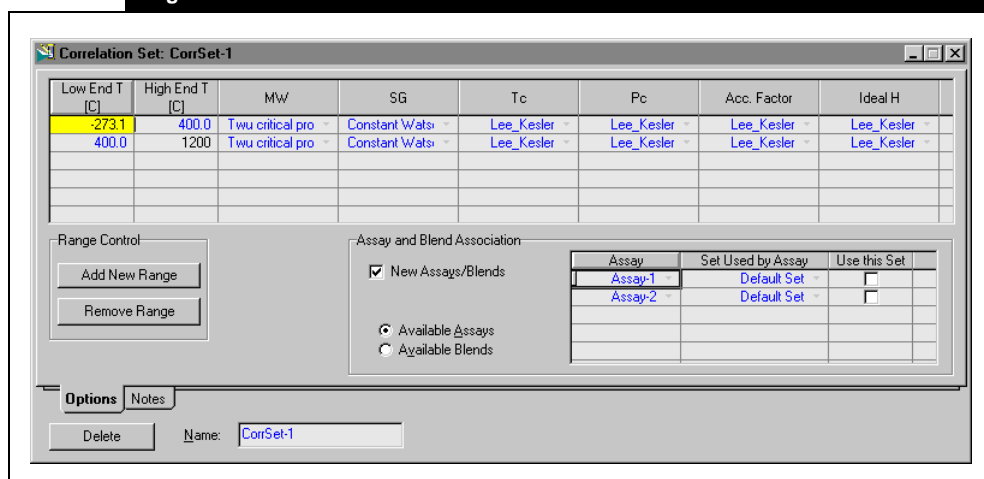 Correlation Set: CorrSet-1
Low End T [C] High End T [C] MW SG Tc Pc Acc. Factor Ideal H
-273.1 400.0 Twu critical pro Constant Wats Lee_Kesler Lee_Kesler Lee_Kesler Lee_Kesler
400.0 1200 Twu critical pro Constant Wats Lee_Kesler Lee_Kesler Lee_Kesler Lee_Kesler
Range Control
Add New Range
Remove Range
Assay and Blend Association
New Assays/Blends
Available Assays
Available Blends
Assay Set Used by Assay Use this Set
Assay-1 Default Set
Assay-2 Default Set
Options Notes
Delete Name: CorrSet-1